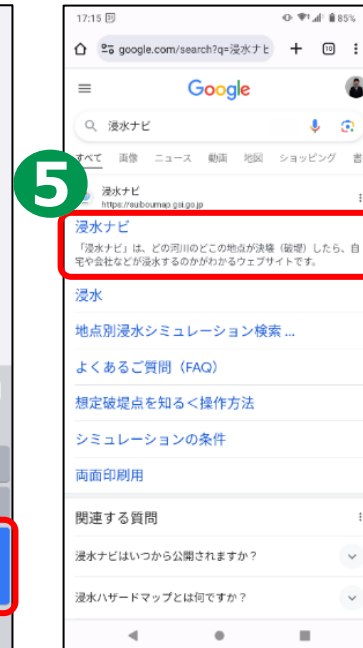 17:15
85%
google.com/search?q=浸水ナビ
10
Google
浸水ナビ
すべて 画像 ニュース 動画 地図 ショッピング 書
5
浸水ナビ
https://suiboumap.gsi.go.jp
浸水ナビ
「浸水ナビ」は、どの河川のどこの地点が決壊（破堤）したら、自
宅や会社などが浸水するのかがわかるウェブサイトです。
浸水
地点別浸水シミュレーション検索 ...
よくあるご質問（FAQ）
想定破堤点を知る＜操作方法
シミュレーションの条件
両面印刷用
関連する質問
浸水ナビはいつから公開されますか？
浸水ハザードマップとは何ですか？